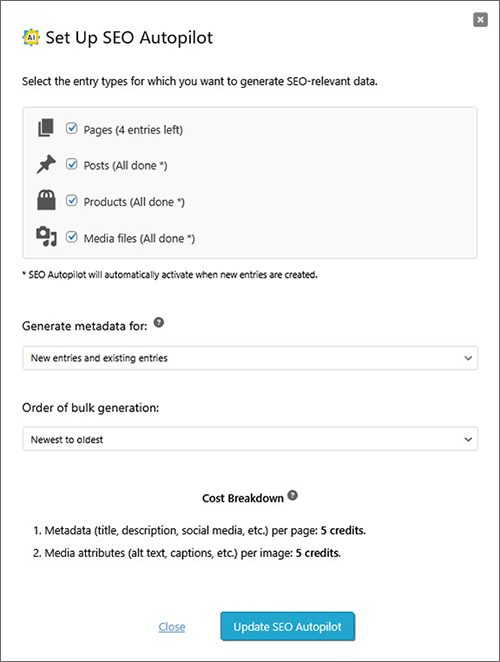 AI Set Up SEO Autopilot
Select the entry types for which you want to generate SEO-relevant data.
Pages (4 entries left)
Posts (All done *)
Products (All done *)
Media files (All done *)
* SEO Autopilot will automatically activate when new entries are created.
Generate metadata for: ?
New entries and existing entries
Order of bulk generation:
Newest to oldest
Cost Breakdown ?
1. Metadata (title, description, social media, etc.) per page: 5 credits.
2. Media attributes (alt text, captions, etc.) per image: 5 credits.
Close Update SEO Autopilot